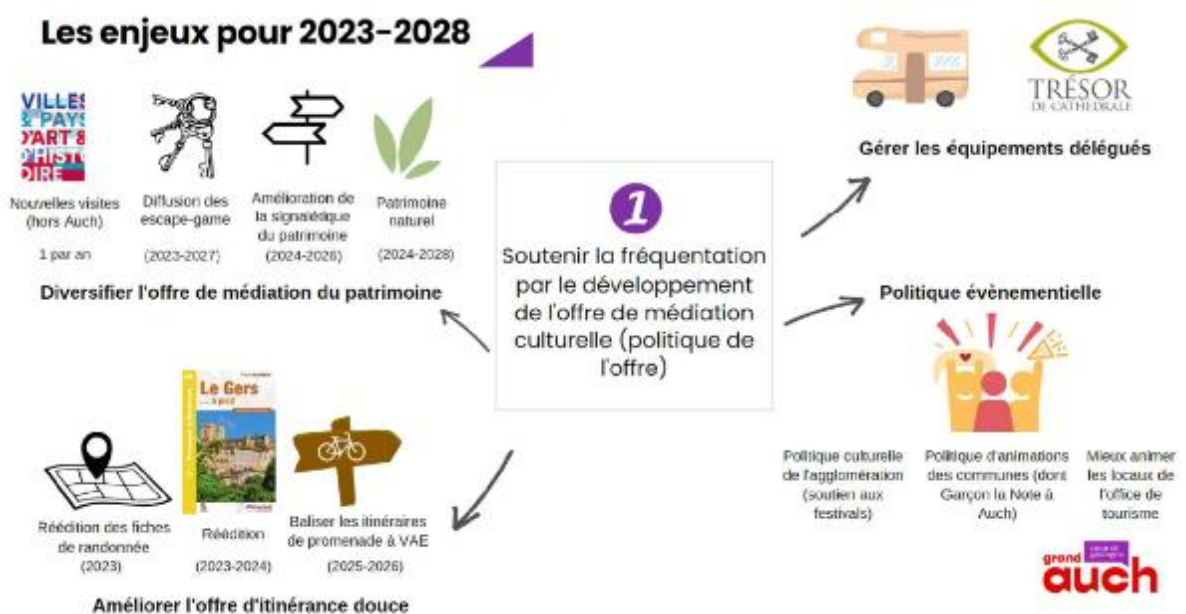 Les enjeux pour 2023-2028
VILLES
& PAYS
D'ART &
D'HISTO
DIRE
Nouvelles visites
(hors Auch)
1 par an
Diffusion des
escape-game
(2023-2027)
Amélioration de
la signalétique
du patrimoine
(2024-2026)
Patrimoine
naturel
(2024-2028)
Diversifier l'offre de médiation du patrimoine
TRÉSOR
DE CATHÉDRALE
Gérer les équipements délégués
1
Soutenir la fréquentation
par le développement
de l'offre de médiation
culturelle (politique de
l'offre)
Politique évènementielle
Politique culturelle
de l'agglomération
(soutien aux
festivals)
Politique d'animations
des communes (dont
Garçon la Note à
Auch)
Mieux animer
les locaux de
l'office de
tourisme
Réédition des fiches
de randonnée
(2023)
Le Gers
... à pied
Réédition
(2023-2024)
Baliser les itinéraires
de promenade à VAE
(2025-2026)
Améliorer l'offre d'itinérance douce
grand
cœur de
gascogne
auch